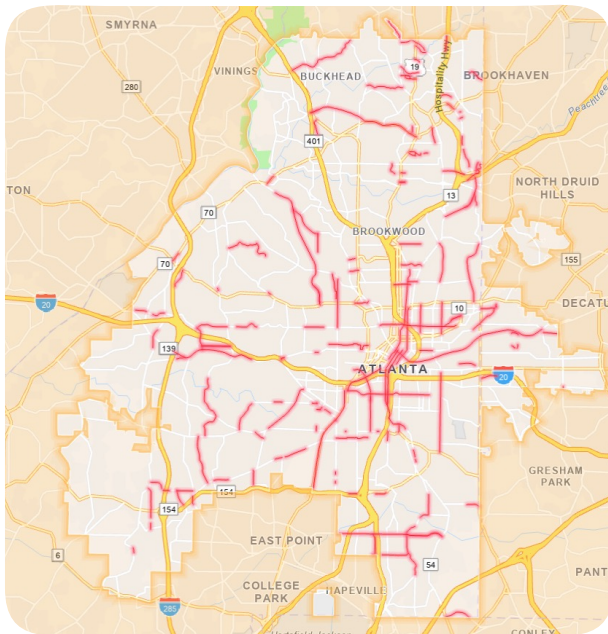 SMYRNA
VININGS
BUCKHEAD
19
Hospitality Hwy
BROOKHAVEN
280
Peachtree
401
TON
NORTH DRUID
HILLS
13
70
BROOKWOOD
155
70
20
10
DECATU
139
ATLANTA
20
GRESHAM
PARK
154
154
EAST POINT
6
54
PANT
COLLEGE
PARK
HAPEVILLE
285
CONLEY
Hartsfield-Jackson